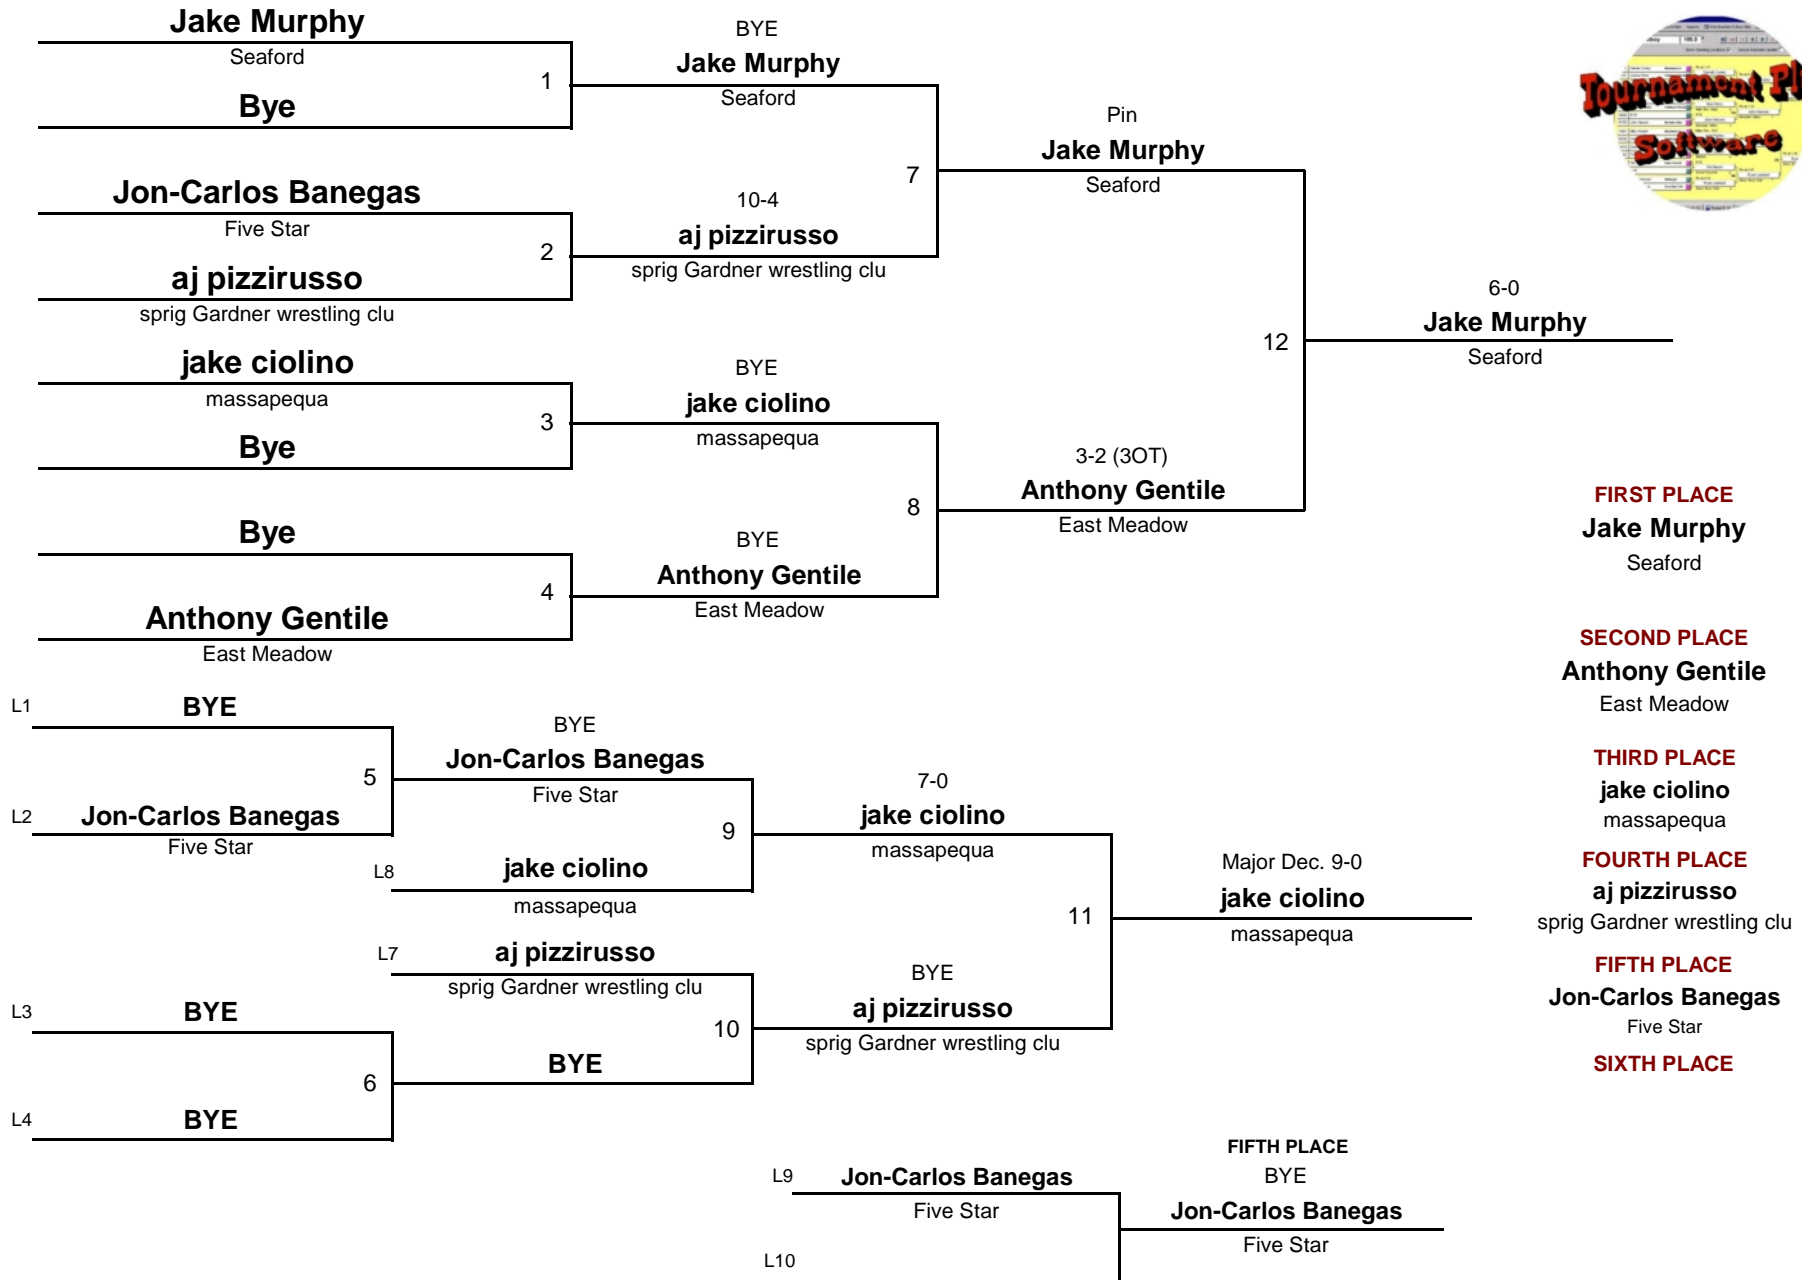 Jake Murphy
Seaford
1
Bye
BYE
Jake Murphy
Seaford
Jon-Carlos Banegas
Five Star
2
aj pizzirusso
sprig Gardner wrestling clu
10-4
aj pizzirusso
sprig Gardner wrestling clu
7
Pin
Jake Murphy
Seaford
jake ciolino
massapequa
3
Bye
BYE
jake ciolino
massapequa
Bye
4
Anthony Gentile
East Meadow
BYE
Anthony Gentile
East Meadow
8
3-2 (3OT)
Anthony Gentile
East Meadow
12
6-0
Jake Murphy
Seaford
Tournament Pl
Software
FIRST PLACE
Jake Murphy
Seaford
SECOND PLACE
Anthony Gentile
East Meadow
THIRD PLACE
jake ciolino
massapequa
FOURTH PLACE
aj pizzirusso
sprig Gardner wrestling clu
FIFTH PLACE
Jon-Carlos Banegas
Five Star
SIXTH PLACE
L1
BYE
5
L2
Jon-Carlos Banegas
Five Star
BYE
Jon-Carlos Banegas
Five Star
9
L8
jake ciolino
massapequa
7-0
jake ciolino
massapequa
L7
aj pizzirusso
sprig Gardner wrestling clu
10
L3
BYE
6
L4
BYE
BYE
BYE
aj pizzirusso
sprig Gardner wrestling clu
11
Major Dec. 9-0
jake ciolino
massapequa
FIFTH PLACE
L9
Jon-Carlos Banegas
Five Star
L10
BYE
Jon-Carlos Banegas
Five Star